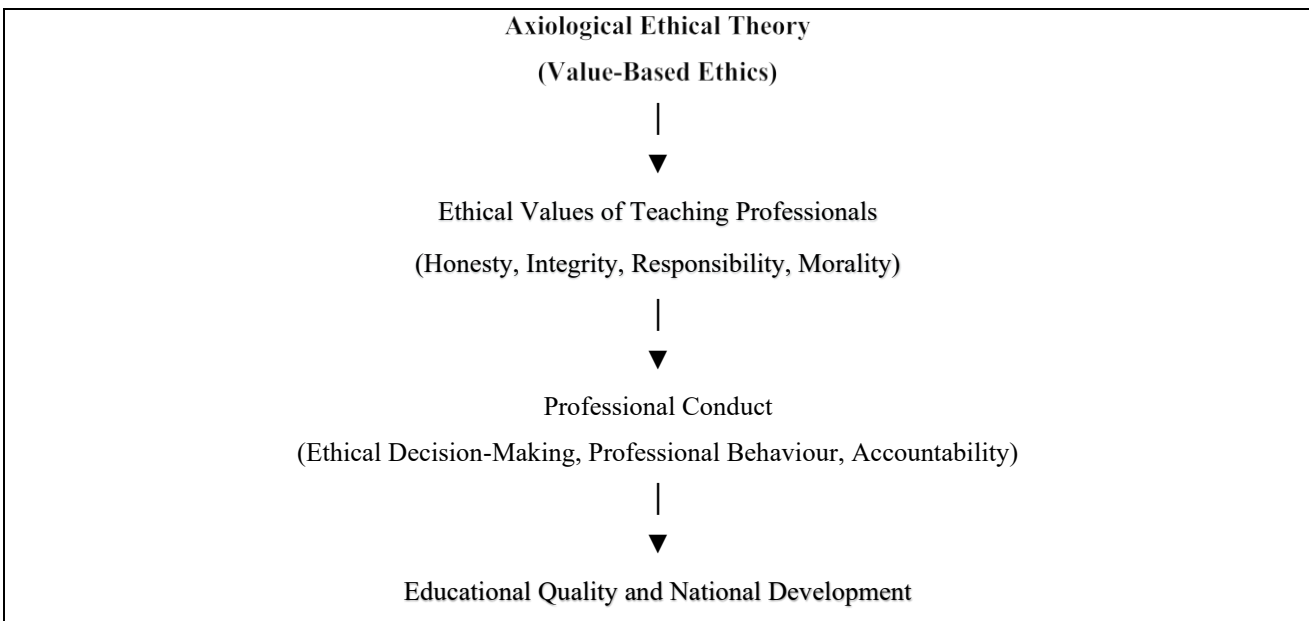 Axiological Ethical Theory
(Value-Based Ethics)
Ethical Values of Teaching Professionals
(Honesty, Integrity, Responsibility, Morality)
Professional Conduct
(Ethical Decision-Making, Professional Behaviour, Accountability)
Educational Quality and National Development